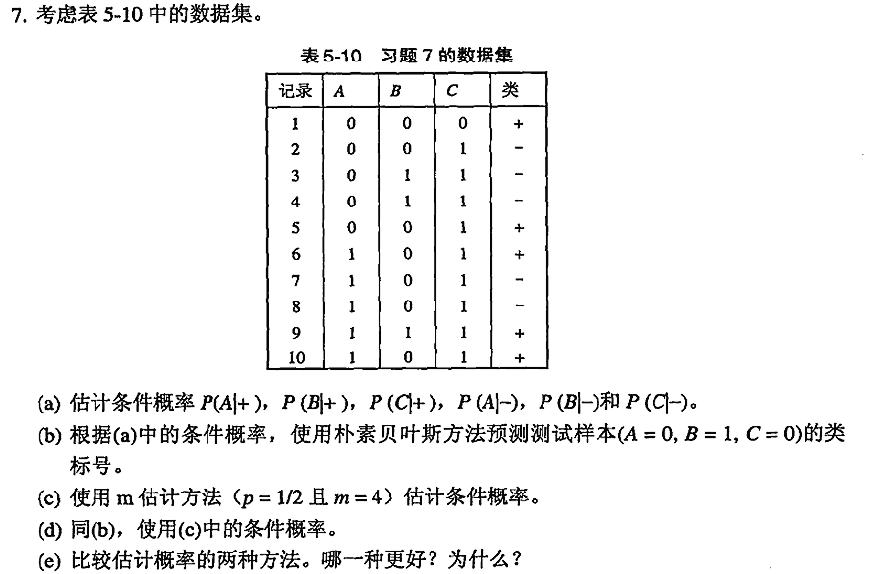 7. 考虑表 5-10 中的数据集。
表 5-10 习题 7 的数据集
记录 A B C 类
1 0 0 0 +
2 0 0 1 −
3 0 1 1 −
4 0 1 1 −
5 0 0 1 +
6 1 0 1 +
7 1 0 1 −
8 1 0 1 −
9 1 1 1 +
10 1 0 1 +
(a) 估计条件概率 P(A|+ ),P (B|+ ),P (C|+ ),P (A|−),P (B|−)和 P (C|−)。
(b) 根据(a)中的条件概率,使用朴素贝叶斯方法预测测试样本(A = 0, B = 1, C = 0)的类
标号。
(c) 使用 m 估计方法(p = 1/2 且 m = 4)估计条件概率。
(d) 同(b),使用(c)中的条件概率。
(e) 比较估计概率的两种方法。哪一种更好?为什么?